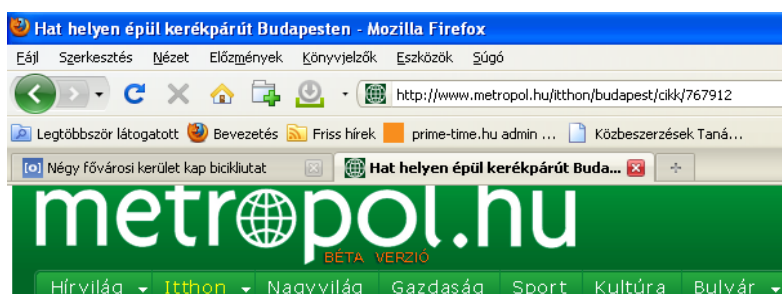 Hat helyen épül kerékpárút Budapesten - Mozilla Firefox
Fájl Szerkesztés Nézet Előzmények Könyvjelzők Eszközök Súgó
http://www.metropol.hu/itthon/budapest/cikk/767912
Legtöbbször látogatott Bevezetés Friss hírek prime-time.hu admin ... Közbeszerzések Taná...
[o] Négy fővárosi kerület kap bicikliutat Hat helyen épül kerékpárút Buda...
metropol.hu
BÉTA VERZIÓ
Hírvilág Itthon Nagyvilág Gazdaság Sport Kultúra Bulvár